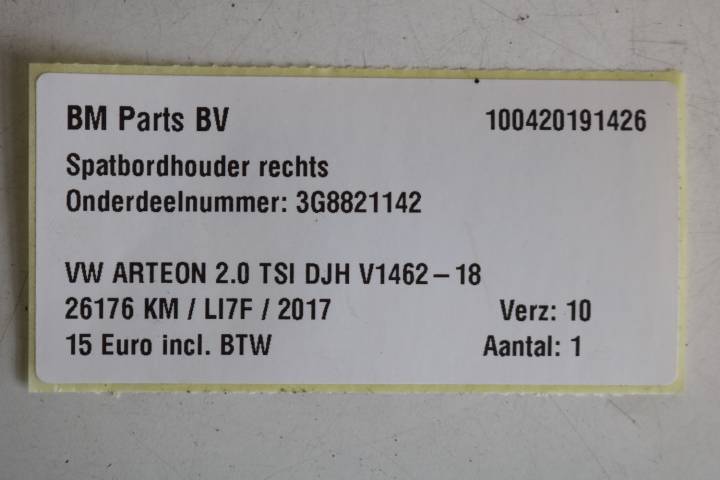 BM Parts BV 100420191426
Spatbordhouder rechts
Onderdeelnummer: 3G8821142
VW ARTEON 2.0 TSI DJH V1462-18
26176 KM / LI7F / 2017 Verz: 10
15 Euro incl. BTW Aantal: 1